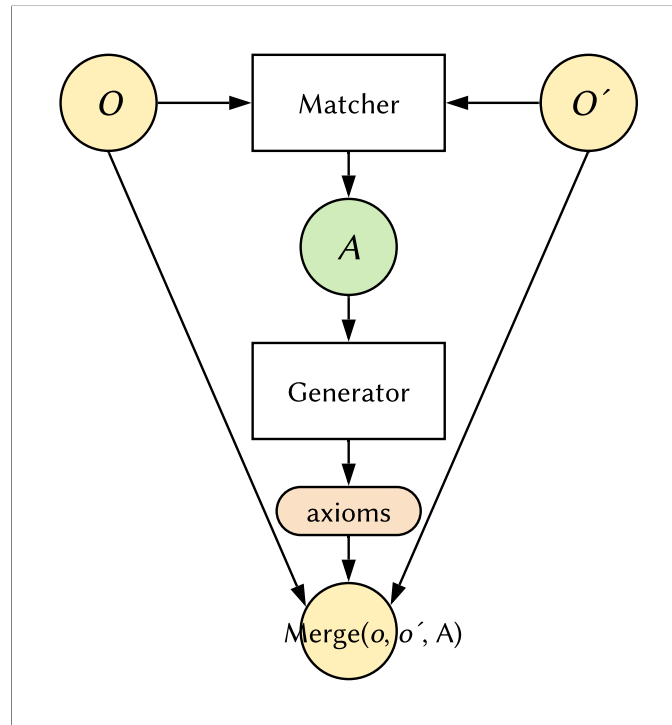 O
Matcher
O´
A
Generator
axioms
Merge(o, o´, A)